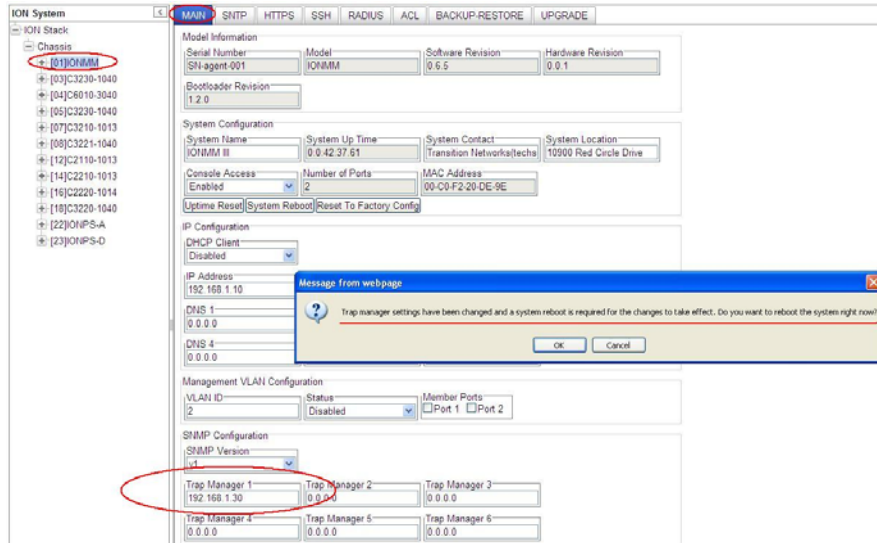 ION System
<
MAIN SNTP HTTPS SSH RADIUS ACL BACKUP-RESTORE UPGRADE
ION Stack
Chassis
[01]IONMM
[03]C3230-1040
[04]C6010-3040
[05]C3230-1040
[07]C3210-1013
[08]C3221-1040
[12]C2110-1013
[14]C2210-1013
[16]C2220-1014
[18]C3220-1040
[22]IONPS-A
[23]IONPS-D
Model Information
Serial Number Model Software Revision Hardware Revision
SN-agent-001 IONMM 0.6.5 0.0.1
Bootloader Revision
1.2.0
System Configuration
System Name System Up Time System Contact System Location
IONMM III 0:0:42:37.61 Transition Networks(techs 10900 Red Circle Drive
Console Access Number of Ports MAC Address
Enabled 2 00-C0-F2-20-DE-9E
Uptime Reset System Reboot Reset To Factory Config
IP Configuration
DHCP Client
Disabled
IP Address
192.168.1.10
DNS 1
0.0.0.0
DNS 4
0.0.0.0
Message from webpage
Trap manager settings have been changed and a system reboot is required for the changes to take effect. Do you want to reboot the system right now?
OK Cancel
Management VLAN Configuration
VLAN ID Status Member Ports
2 Disabled Port 1 Port 2
SNMP Configuration
SNMP Version
v1
Trap Manager 1 Trap Manager 2 Trap Manager 3
192.168.1.30 0.0.0.0 0.0.0.0
Trap Manager 4 Trap Manager 5 Trap Manager 6
0.0.0.0 0.0.0.0 0.0.0.0